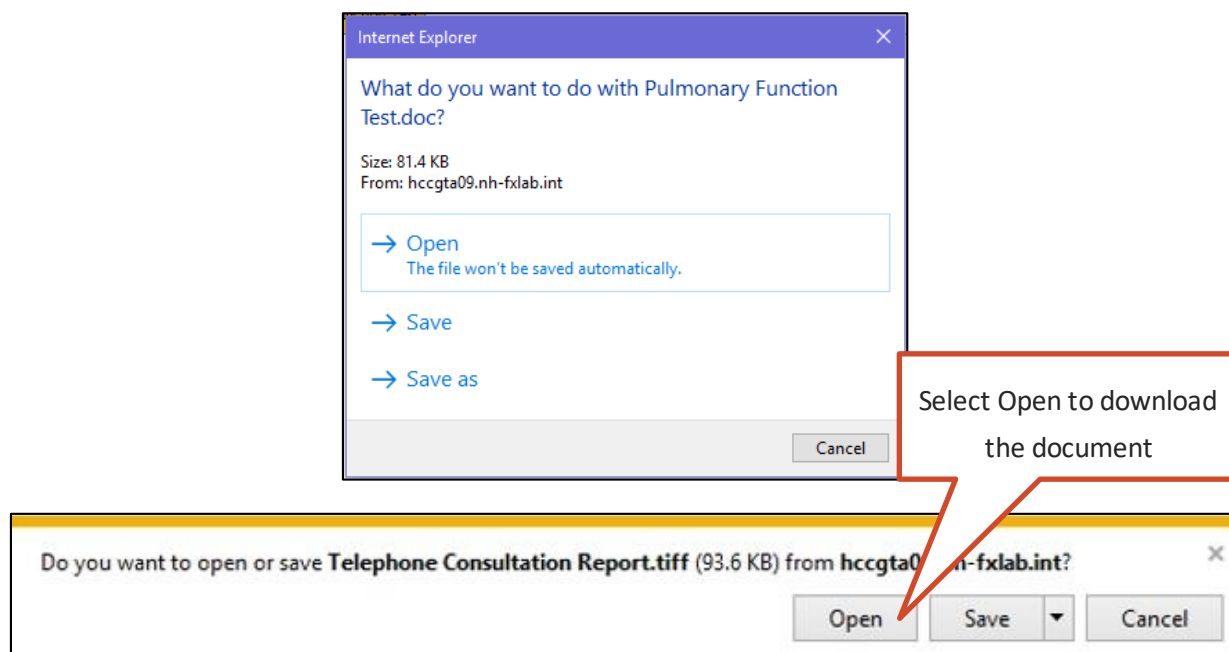 Internet Explorer
What do you want to do with Pulmonary Function
Test.doc?
Size: 81.4 KB
From: hccgta09.nh-fxlab.int
Open
The file won't be saved automatically.
Save
Save as
Cancel
Select Open to download
the document
Do you want to open or save Telephone Consultation Report.tiff (93.6 KB) from hccgta0 h-fxlab.int?
Open Save Cancel